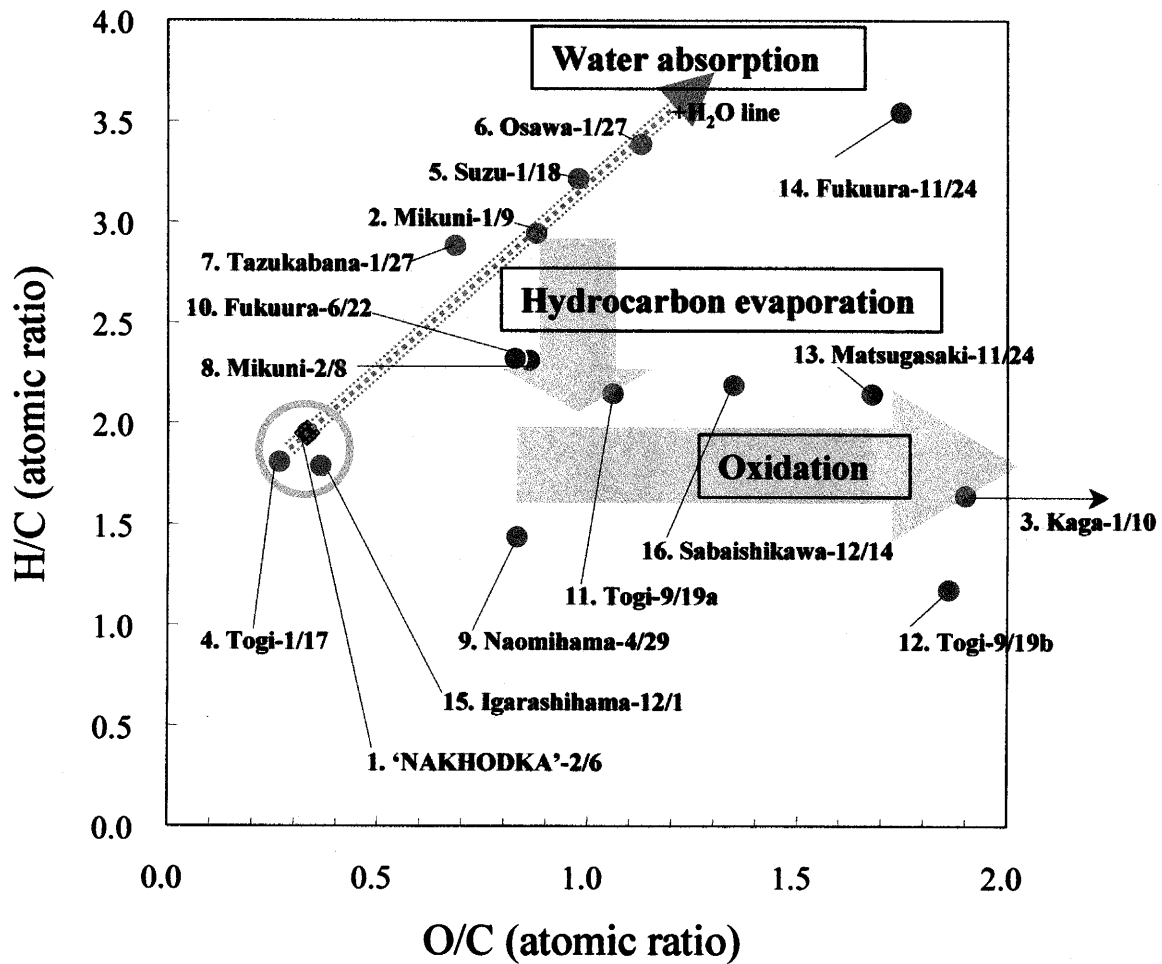 4.0
Water absorption
3.5
+H₂O line
6. Osawa-1/27
5. Suzu-1/18
14. Fukuura-11/24
3.0
2. Mikuni-1/9
7. Tazukabana-1/27
Hydrocarbon evaporation
10. Fukuura-6/22
2.5
8. Mikuni-2/8
13. Matsugasaki-11/24
2.0
Oxidation
H/C (atomic ratio)
1.5
3. Kaga-1/10
16. Sabaishikawa-12/14
11. Togi-9/19a
1.0
4. Togi-1/17
9. Naomihama-4/29
12. Togi-9/19b
15. Igarashihama-12/1
0.5
1. ‘NAKHODKA’-2/6
0.0
0.0 0.5 1.0 1.5 2.0
O/C (atomic ratio)